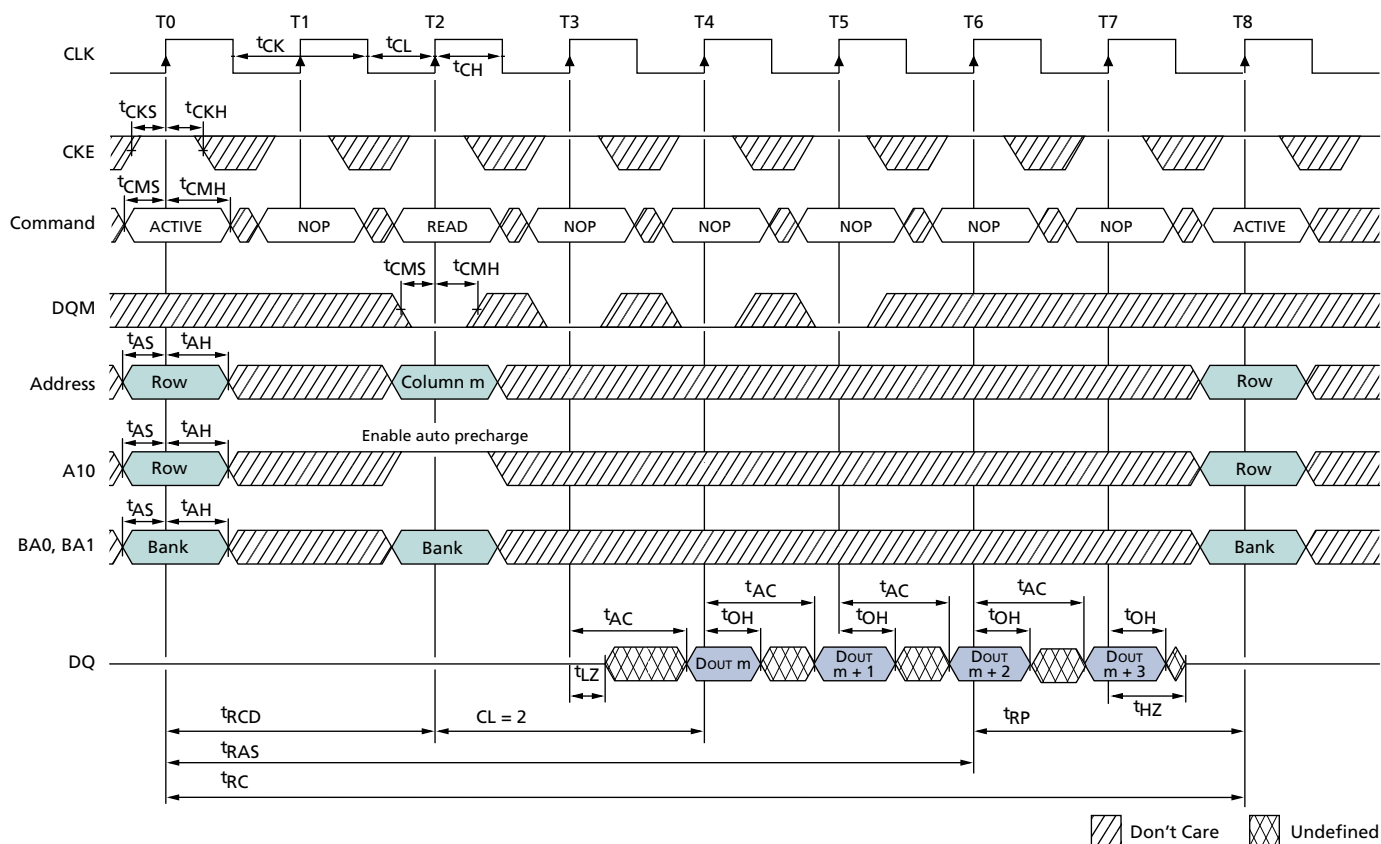 T0 T1 T2 T3 T4 T5 T6 T7 T8
CLK
tCK tCL
tCH
tCKS tCKH
CKE
tCMS tCMH
Command ACTIVE NOP READ NOP NOP NOP NOP NOP ACTIVE
tCMS tCMH
DQM
tAS tAH
Address Row Column m Row
tAS tAH Enable auto precharge
A10 Row Row
tAS tAH
BA0, BA1 Bank Bank Bank
tAC tAC tAC
tAC tOH tOH tOH tOH
DQ DOUT m DOUT m + 1 DOUT m + 2 DOUT m + 3
tLZ
tHZ
tRCD CL = 2 tRP
tRAS
tRC
Don't Care Undefined